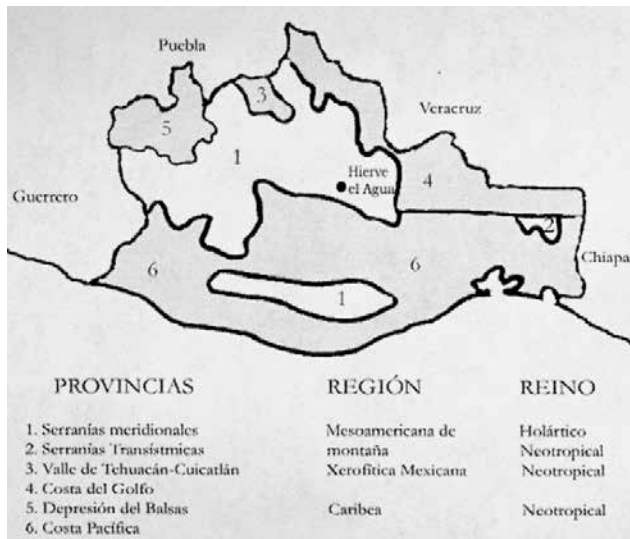 Puebla
3
Veracruz
5
1
Hierve
el Agua
4
Guerrero
2
6
6
Chiapa
1
PROVINCIAS REGIÓN REINO
1. Serranías meridionales Mesoamericana de Holártico
2. Serranías Transístmicas montaña Neotropical
3. Valle de Tehuacán-Cuicatlán Xerofítica Mexicana Neotropical
4. Costa del Golfo
5. Depresión del Balsas Caribea Neotropical
6. Costa Pacífica